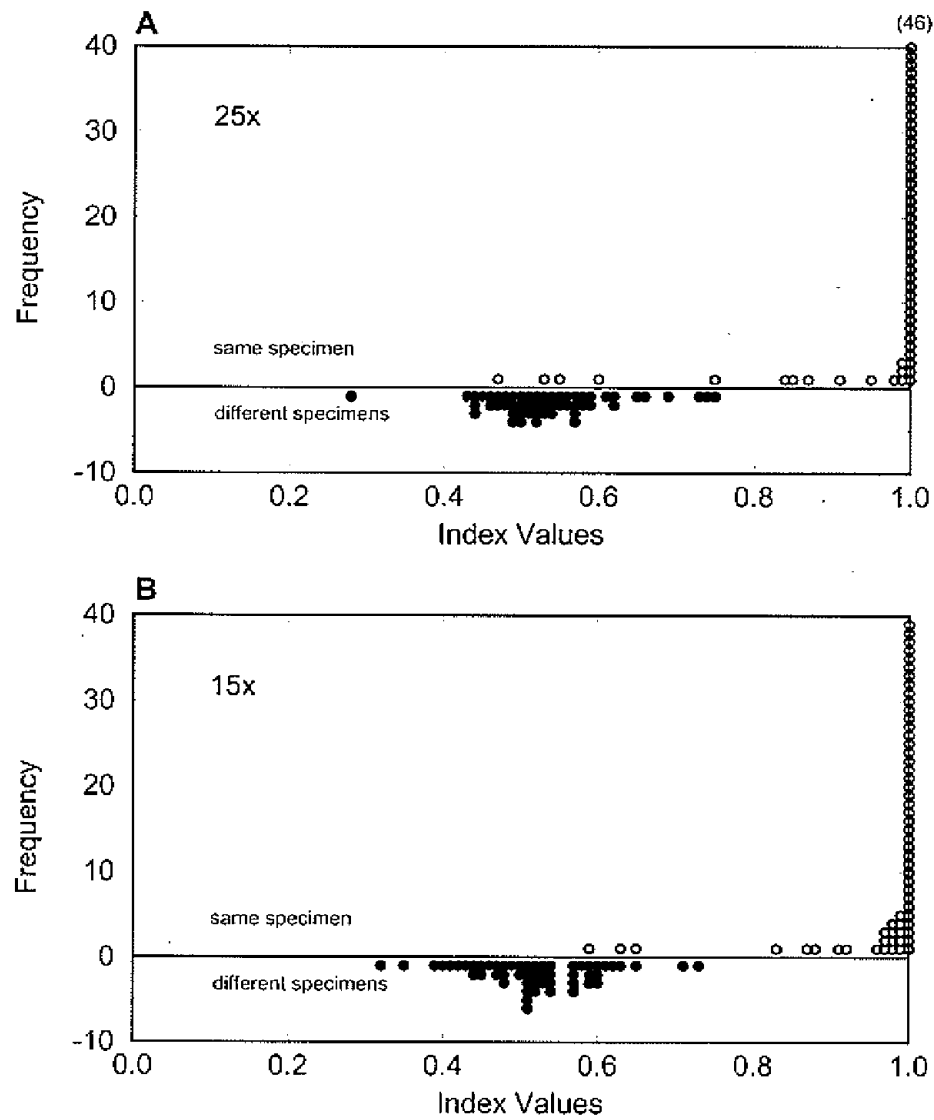 A
(46)
40
25x
30
20
Frequency
10
same specimen
0
different specimens
-10
0.0 0.2 0.4 0.6 0.8 1.0
Index Values
B
40
15x
30
20
Frequency
10
same specimen
0
different specimens
-10
0.0 0.2 0.4 0.6 0.8 1.0
Index Values